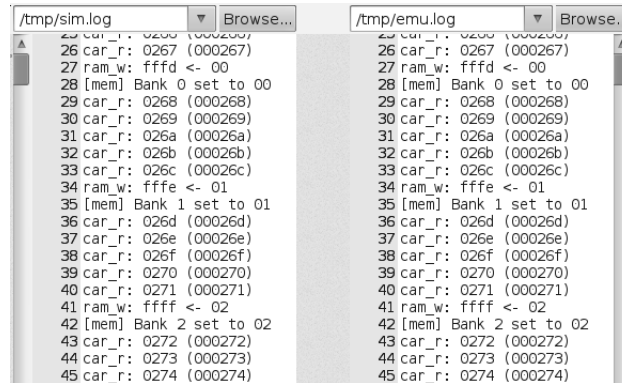 /tmp/sim.log Browse...
25 car_r: 0266 (000266)
26 car_r: 0267 (000267)
27 ram_w: fffd <- 00
28 [mem] Bank 0 set to 00
29 car_r: 0268 (000268)
30 car_r: 0269 (000269)
31 car_r: 026a (00026a)
32 car_r: 026b (00026b)
33 car_r: 026c (00026c)
34 ram_w: fffe <- 01
35 [mem] Bank 1 set to 01
36 car_r: 026d (00026d)
37 car_r: 026e (00026e)
38 car_r: 026f (00026f)
39 car_r: 0270 (000270)
40 car_r: 0271 (000271)
41 ram_w: ffff <- 02
42 [mem] Bank 2 set to 02
43 car_r: 0272 (000272)
44 car_r: 0273 (000273)
45 car_r: 0274 (000274)
/tmp/emu.log Browse.
25 car_r: 0266 (000266)
26 car_r: 0267 (000267)
27 ram_w: fffd <- 00
28 [mem] Bank 0 set to 00
29 car_r: 0268 (000268)
30 car_r: 0269 (000269)
31 car_r: 026a (00026a)
32 car_r: 026b (00026b)
33 car_r: 026c (00026c)
34 ram_w: fffe <- 01
35 [mem] Bank 1 set to 01
36 car_r: 026d (00026d)
37 car_r: 026e (00026e)
38 car_r: 026f (00026f)
39 car_r: 0270 (000270)
40 car_r: 0271 (000271)
41 ram_w: ffff <- 02
42 [mem] Bank 2 set to 02
43 car_r: 0272 (000272)
44 car_r: 0273 (000273)
45 car_r: 0274 (000274)